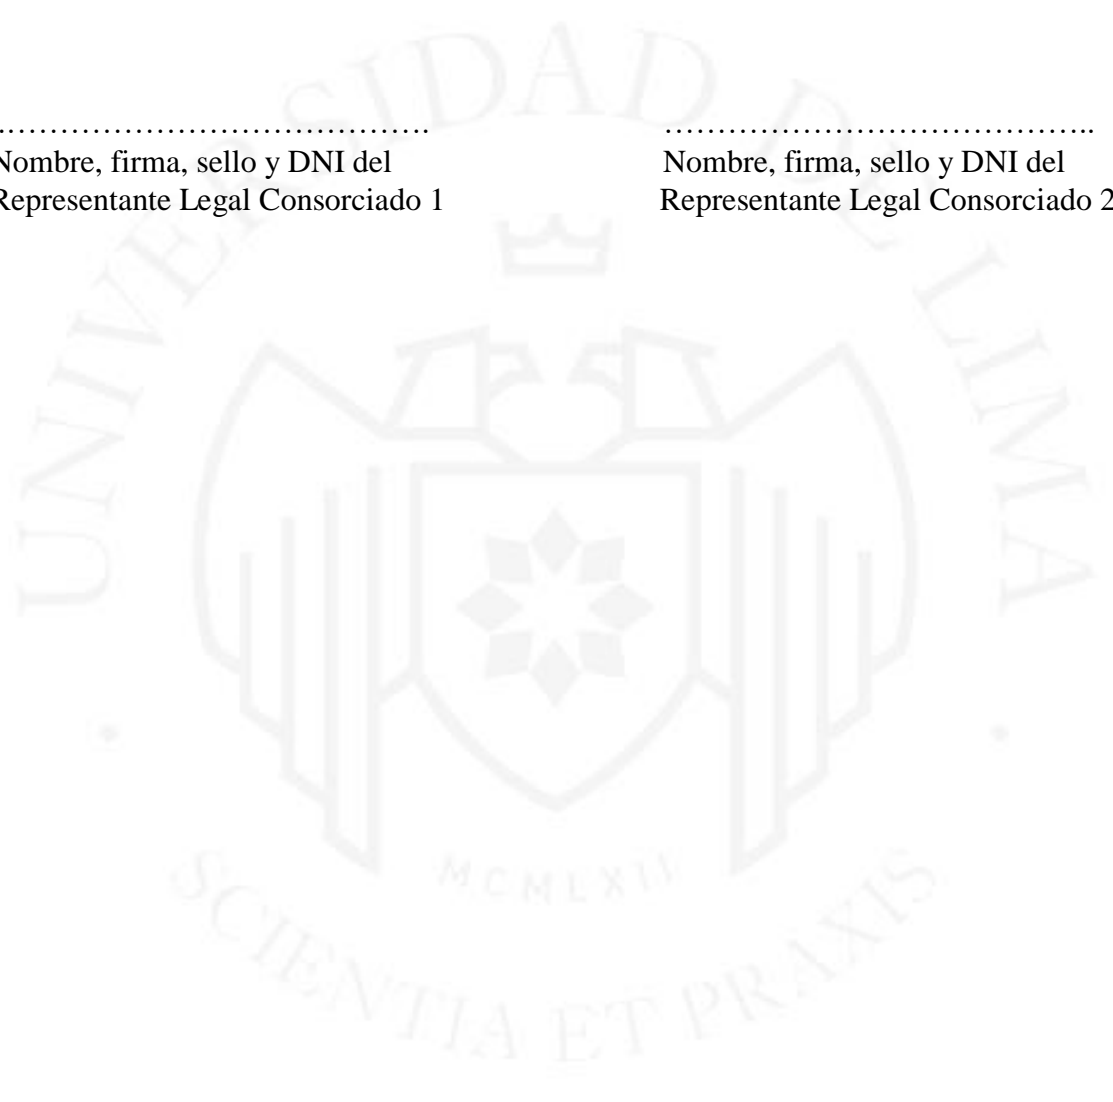 …………………………………….
…………………………………..
Nombre, firma, sello y DNI del
Nombre, firma, sello y DNI del
Representante Legal Consorciado 1
Representante Legal Consorciado 2
UNIVERSIDAD DE LIMA
MCMLXII
SCIENTIA ET PRAXIS